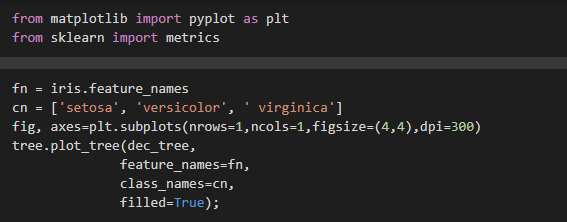 from matplotlib import pyplot as plt
from sklearn import metrics
fn = iris.feature_names
cn = ['setosa', 'versicolor', ' virginica']
fig, axes=plt.subplots(nrows=1,ncols=1,figsize=(4,4),dpi=300)
tree.plot_tree(dec_tree,
feature_names=fn,
class_names=cn,
filled=True);